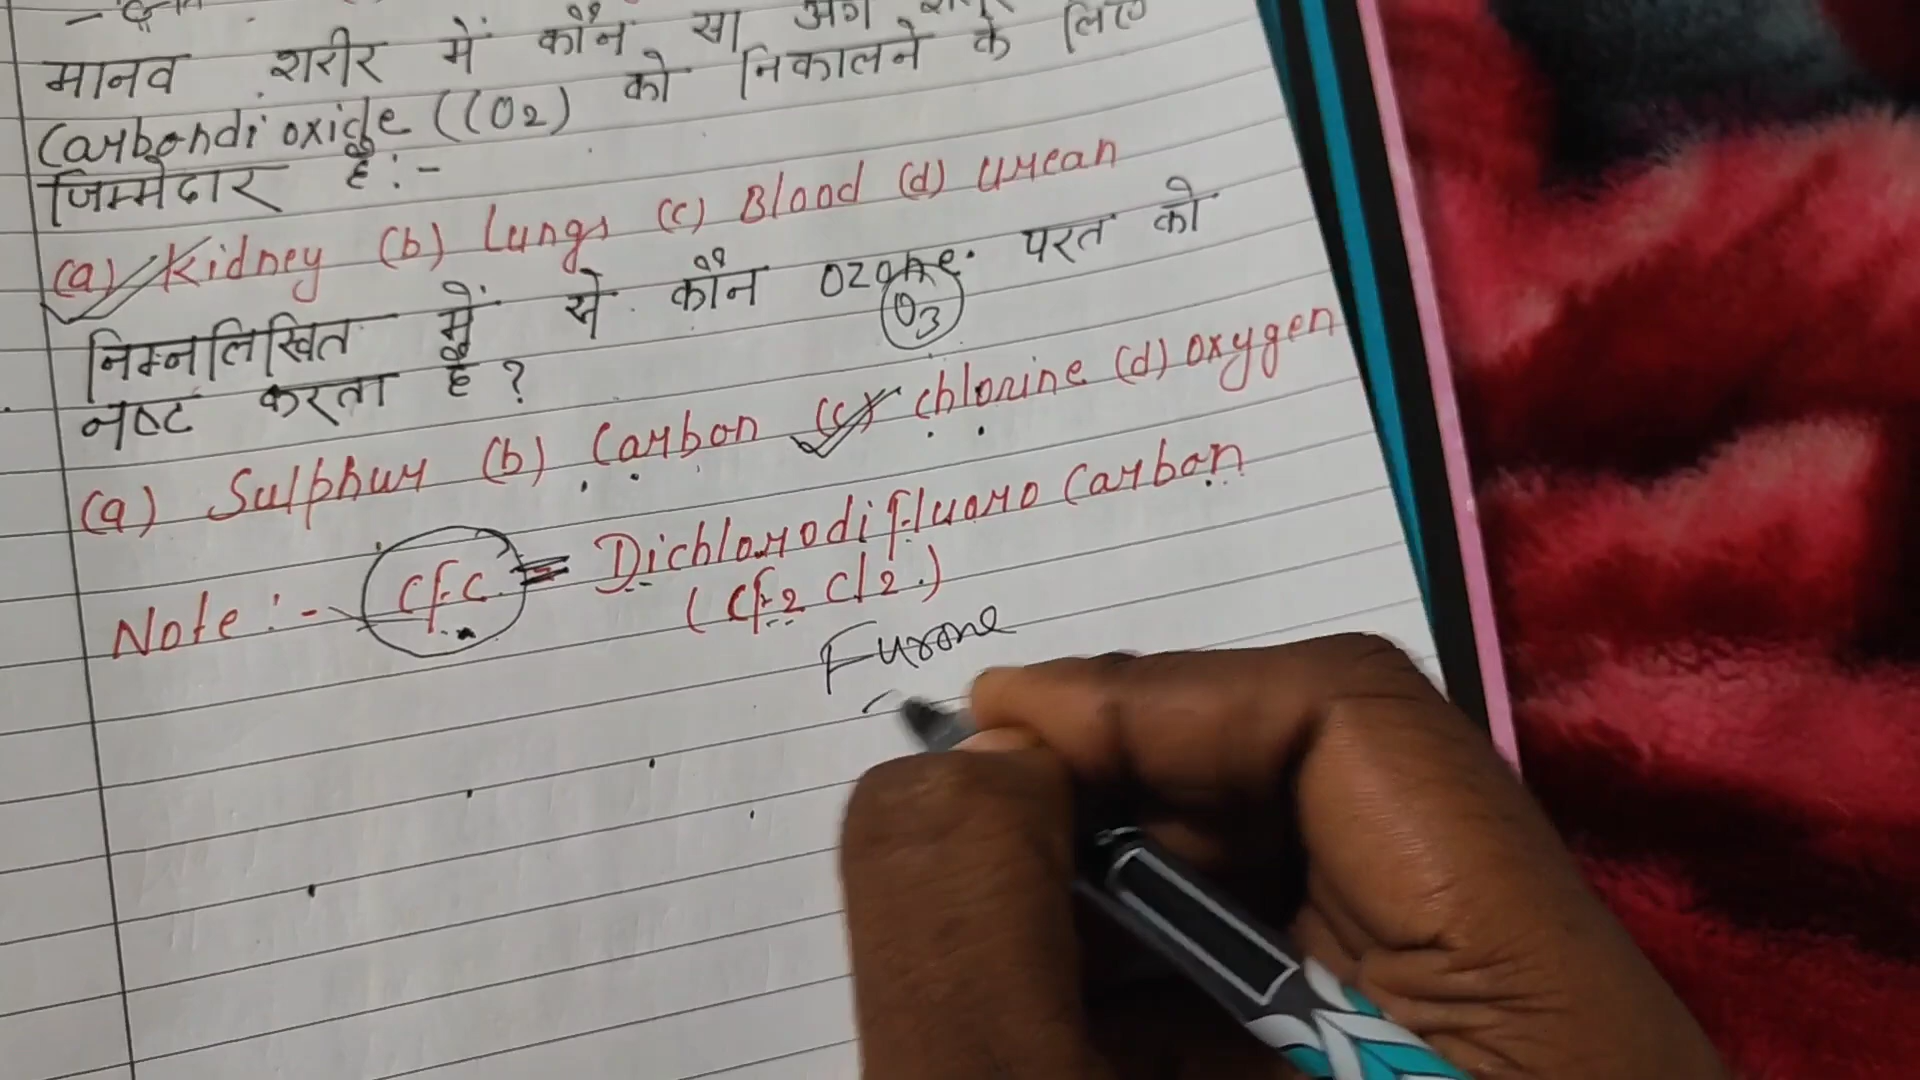 मानव शरीर में कौन सा अंग
Carbondioxide (CO2) को निकालने के लिए
जिम्मेदार है:-
(a) Kidney (b) Lungs (c) Blood (d) urean
निम्नलिखित में से कौन ozone परत को
O3
नष्ट करता है ?
(a) Sulphur (b) Carbon (c) chlorine (d) oxygen
Note :- CFC = Dichlorodifluoro Carbon
(CF2 Cl2)
Furone